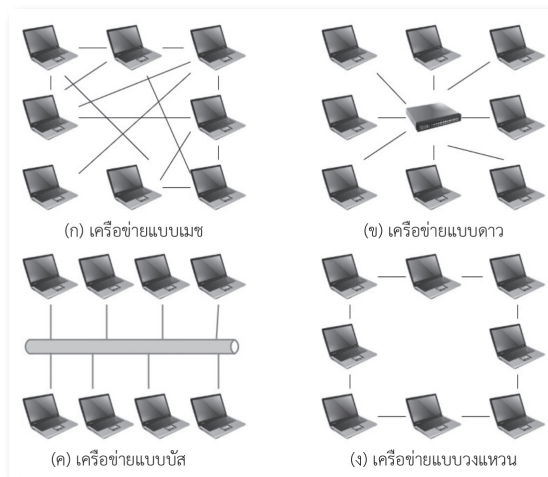 (ก) เครือข่ายแบบเมช
(ข) เครือข่ายแบบดาว
(ค) เครือข่ายแบบบัส
(ง) เครือข่ายแบบวงแหวน